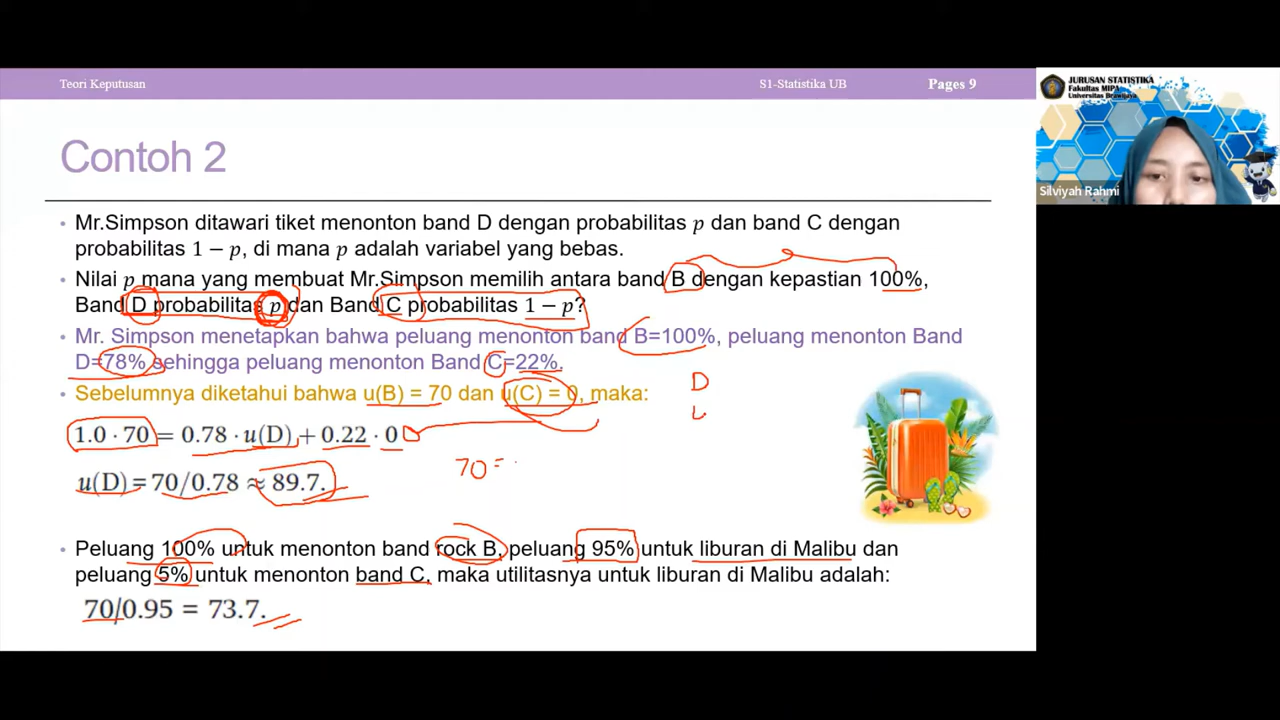 Teori Keputusan S1-Statistika UB Pages 9
JURUSAN STATISTIKA
Fakultas MIPA
Universitas Brawijaya
Silviyah Rahmi
Contoh 2
• Mr.Simpson ditawari tiket menonton band D dengan probabilitas p dan band C dengan
probabilitas 1 − p, di mana p adalah variabel yang bebas.
• Nilai p mana yang membuat Mr.Simpson memilih antara band B dengan kepastian 100%,
Band D probabilitas p dan Band C probabilitas 1 − p?
• Mr. Simpson menetapkan bahwa peluang menonton band B=100%, peluang menonton Band
D=78% sehingga peluang menonton Band C=22%.
• Sebelumnya diketahui bahwa u(B) = 70 dan u(C) = 0, maka:
D
1.0 · 70 = 0.78 · u(D) + 0.22 · 0
70 =
u(D) = 70/0.78 ≈ 89.7.
• Peluang 100% untuk menonton band rock B, peluang 95% untuk liburan di Malibu dan
peluang 5% untuk menonton band C, maka utilitasnya untuk liburan di Malibu adalah:
70/0.95 = 73.7.